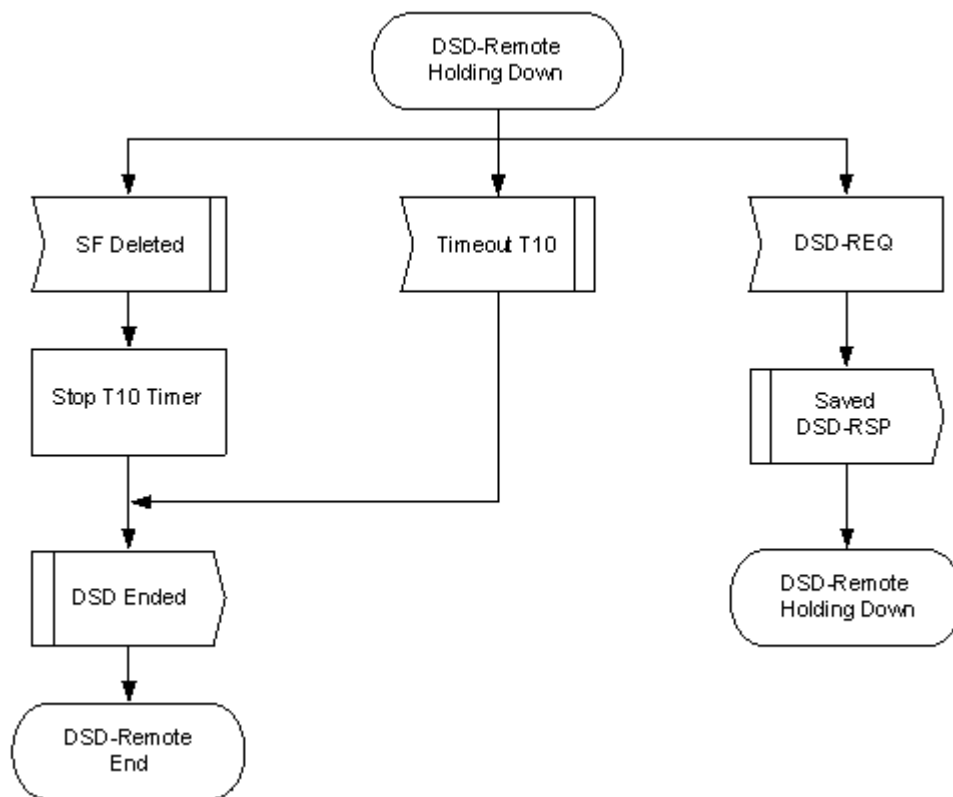 DSD-Remote
Holding Down
SF Deleted
Timeout T10
DSD-REQ
Stop T10 Timer
Saved
DSD-RSP
DSD Ended
DSD-Remote
Holding Down
DSD-Remote
End